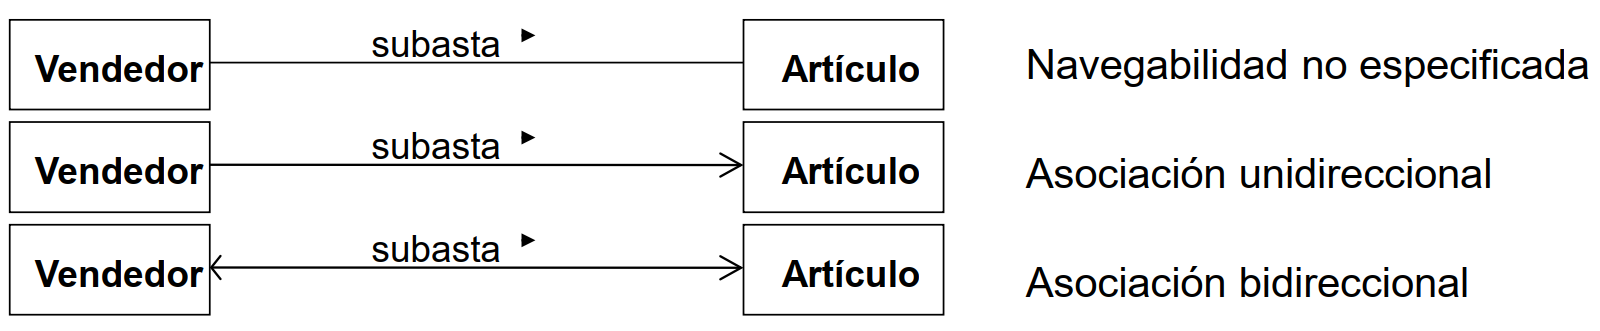 Vendedor subasta Artículo Navegabilidad no especificada
Vendedor subasta Artículo Asociación unidireccional
Vendedor subasta Artículo Asociación bidireccional